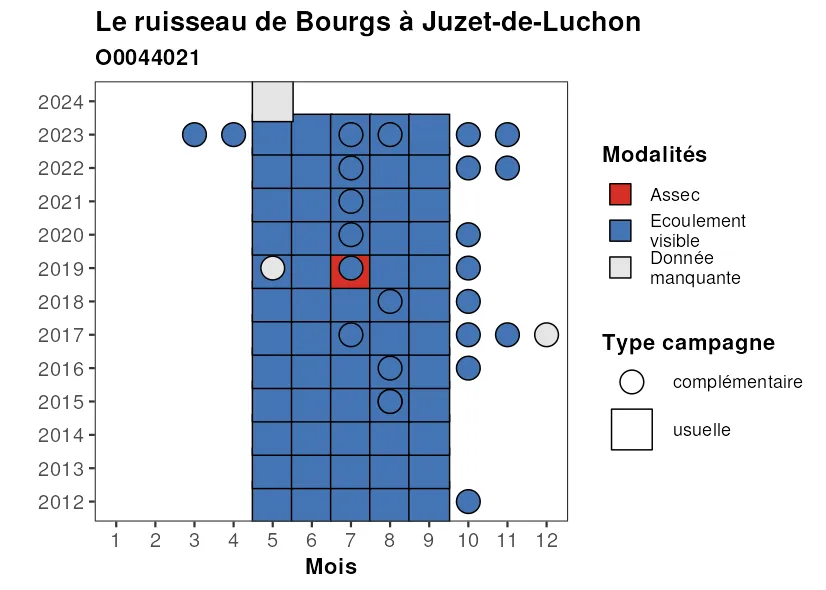 Le ruisseau de Bourgs à Juzet-de-Luchon
O0044021
2024
2023
2022
2021
2020
2019
2018
2017
2016
2015
2014
2013
2012
1 2 3 4 5 6 7 8 9 10 11 12
Mois
Modalités
Assec
Ecoulement
visible
Donnée
manquante
Type campagne
complémentaire
usuelle